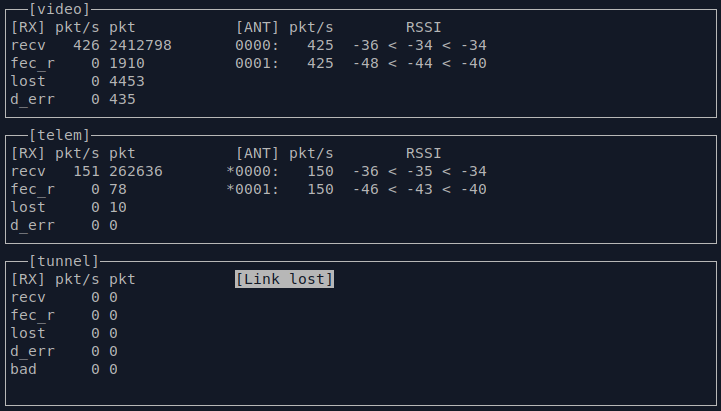 [video]
[RX] pkt/s pkt [ANT] pkt/s RSSI
recv 426 2412798 0000: 425 -36 < -34 < -34
fec_r 0 1910 0001: 425 -48 < -44 < -40
lost 0 4453
d_err 0 435
[telem]
[RX] pkt/s pkt [ANT] pkt/s RSSI
recv 151 262636 *0000: 150 -36 < -35 < -34
fec_r 0 78 *0001: 150 -46 < -43 < -40
lost 0 10
d_err 0 0
[tunnel]
[RX] pkt/s pkt [Link lost]
recv 0 0
fec_r 0 0
lost 0 0
d_err 0 0
bad 0 0